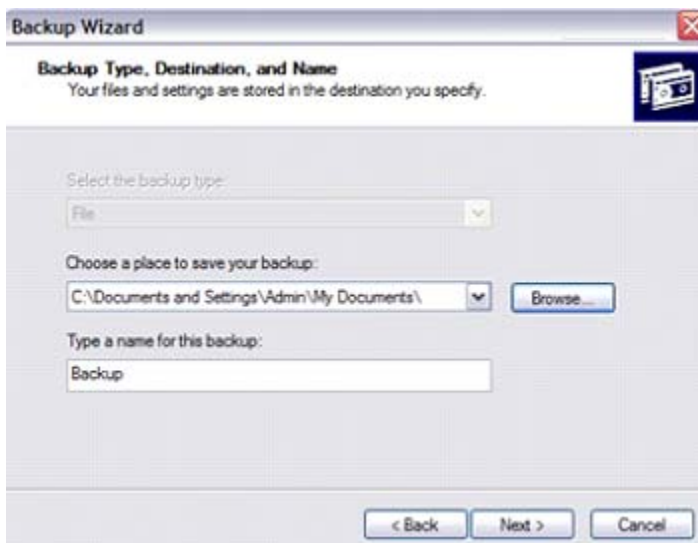 Backup Wizard
Backup Type, Destination, and Name
Your files and settings are stored in the destination you specify.
Select the backup type:
File
Choose a place to save your backup:
C:\Documents and Settings\Admin\My Documents\
Browse...
Type a name for this backup:
Backup
< Back
Next >
Cancel